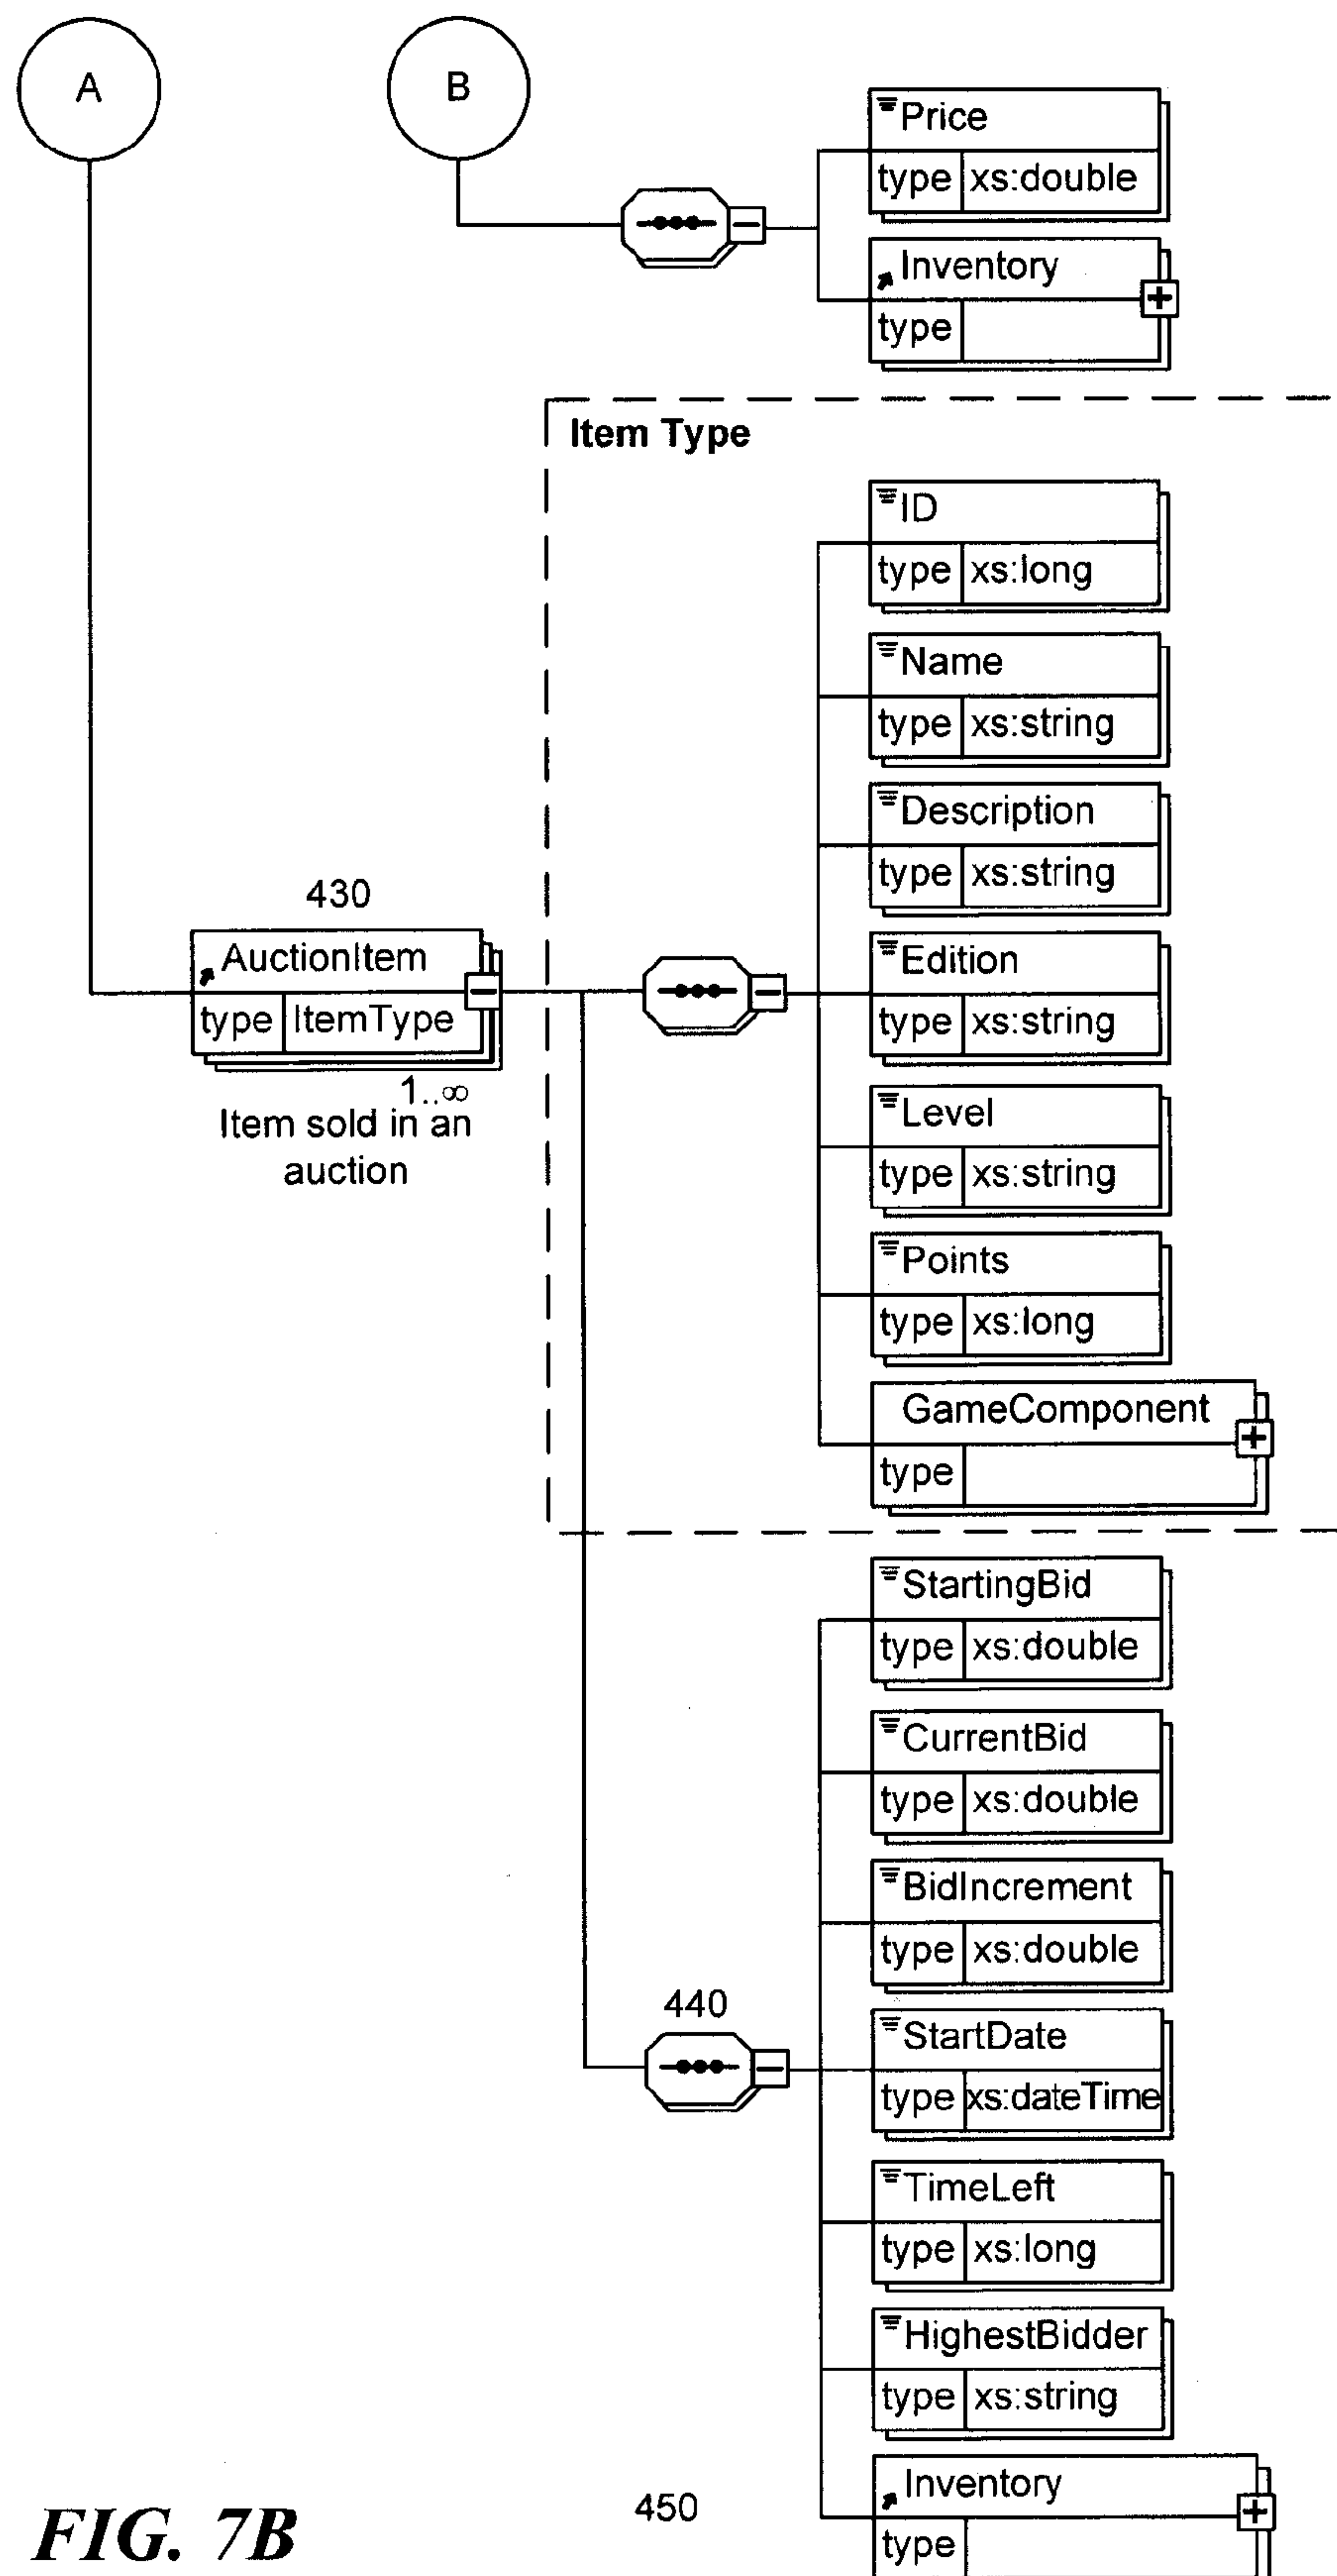 A
B
Price
type xs:double
Inventory
type
Item Type
ID
type xs:long
Name
type xs:string
Description
type xs:string
430
AuctionItem
type ItemType
1..∞
Item sold in an
auction
Edition
type xs:string
Level
type xs:string
Points
type xs:long
GameComponent
type
StartingBid
type xs:double
CurrentBid
type xs:double
BidIncrement
type xs:double
440
StartDate
type xs:dateTime
TimeLeft
type xs:long
HighestBidder
type xs:string
Inventory
type
450
FIG. 7B